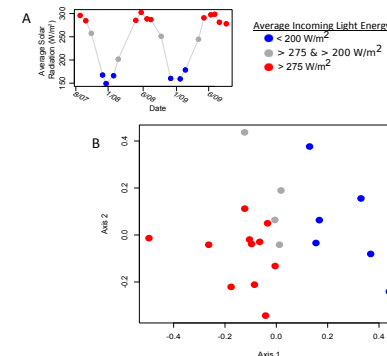 A
Average Solar
Radiation (W/m²)
300
250
200
150
8/07
1/08
6/08
1/09
6/09
Date
Average Incoming Light Energy
< 200 W/m²
> 275 & > 200 W/m²
> 275 W/m²
B
Axis 2
0.4
0.2
0.0
-0.2
-0.4
-0.2
0.0
0.2
0.4
Axis 1